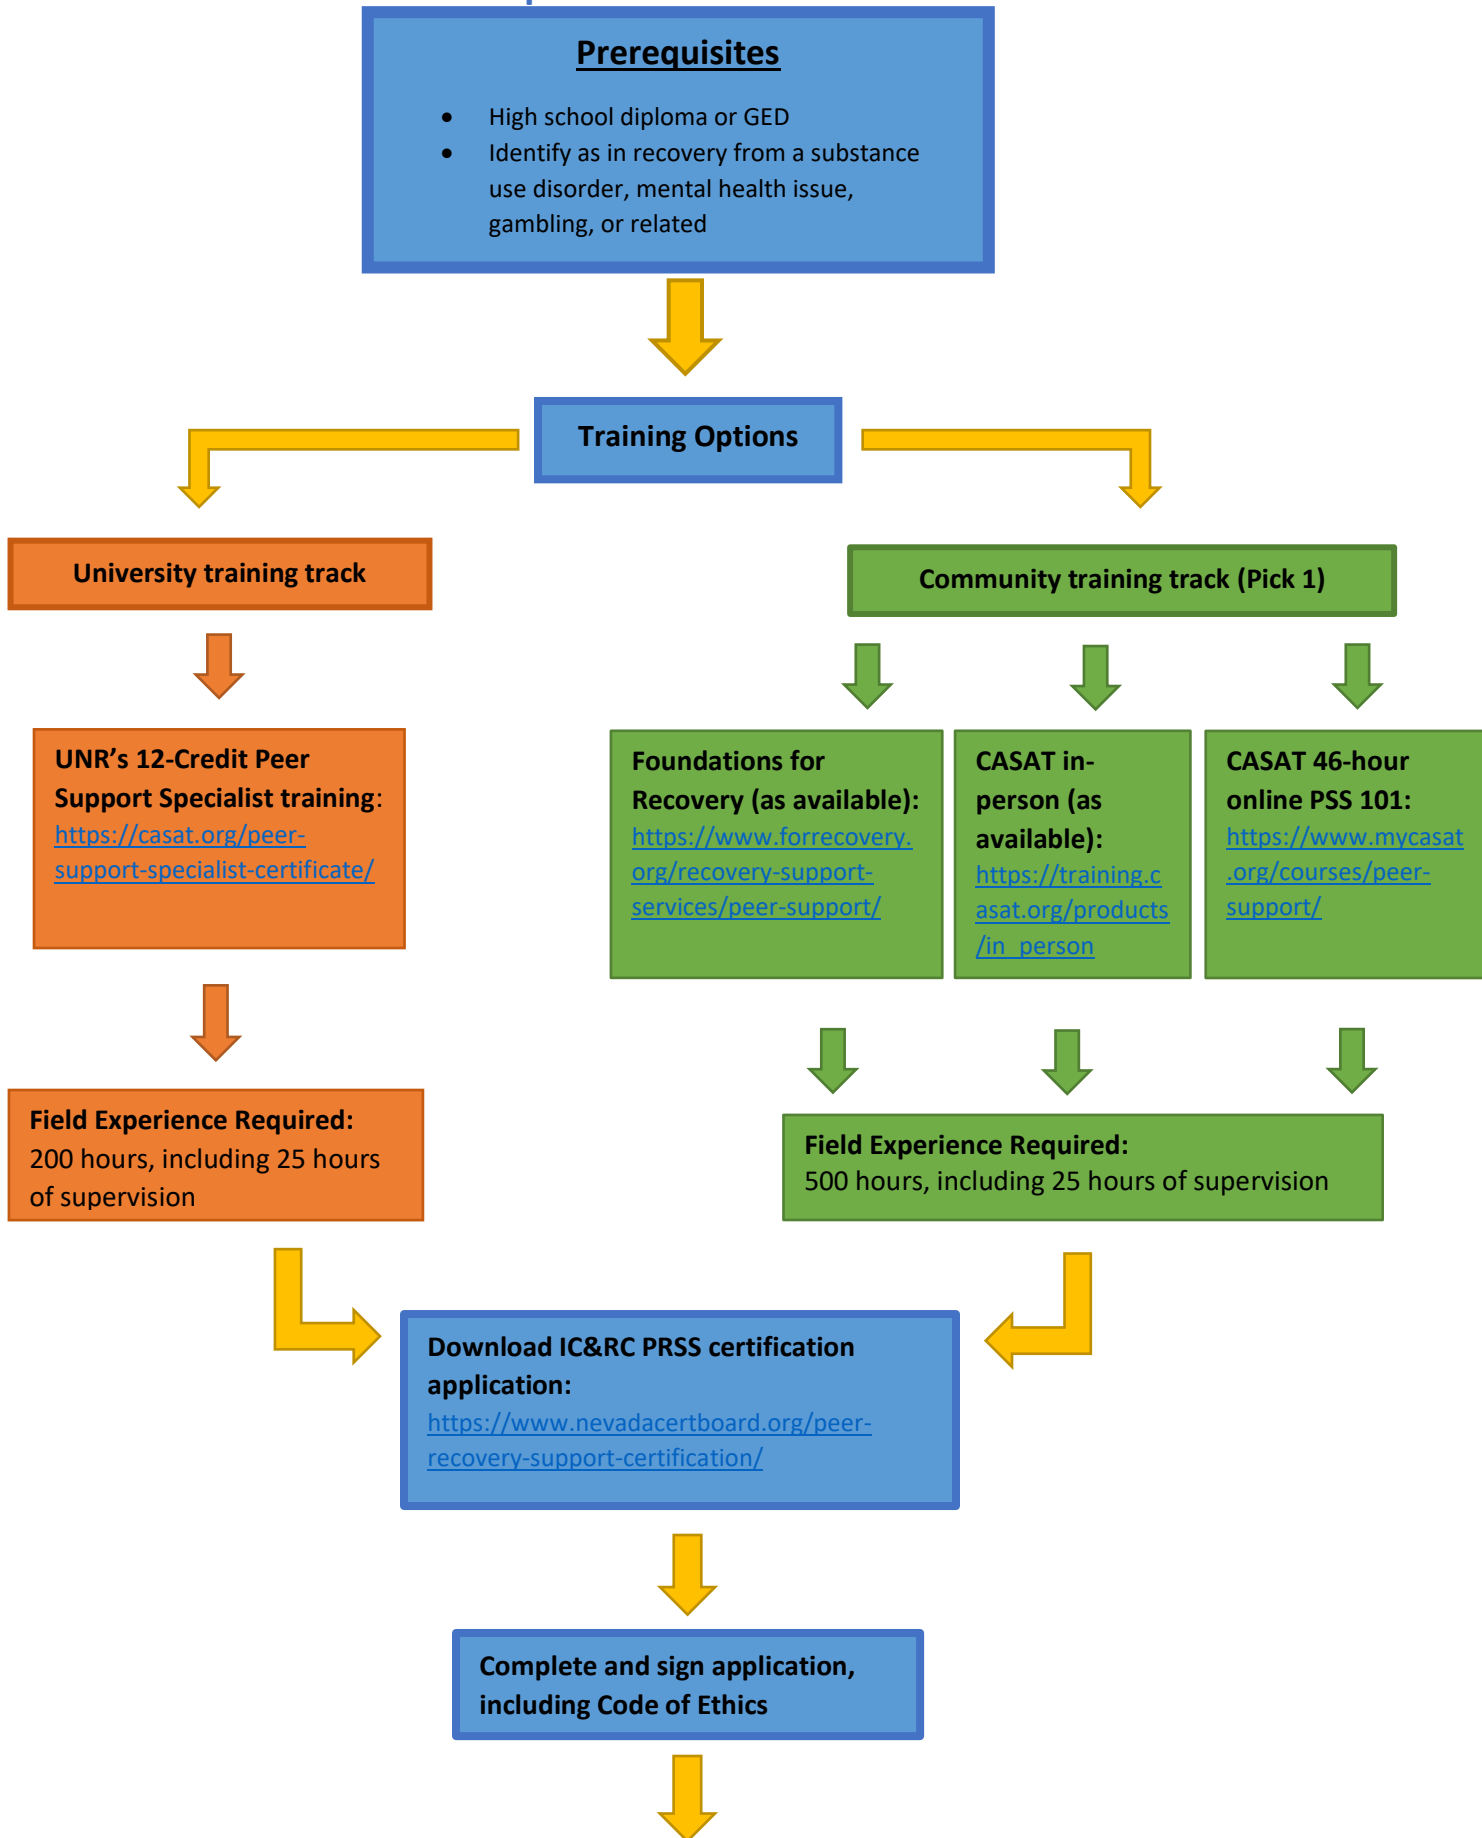 Prerequisites
• High school diploma or GED
• Identify as in recovery from a substance
use disorder, mental health issue,
gambling, or related
Training Options
University training track
Community training track (Pick 1)
UNR’s 12-Credit Peer
Support Specialist training:
https://casat.org/peer-
support-specialist-certificate/
Foundations for
Recovery (as available):
https://www.forrecovery.
org/recovery-support-
services/peer-support/
CASAT in-
person (as
available):
https://training.c
asat.org/products
/in_person
CASAT 46-hour
online PSS 101:
https://www.mycasat
.org/courses/peer-
support/
Field Experience Required:
200 hours, including 25 hours
of supervision
Field Experience Required:
500 hours, including 25 hours of supervision
Download IC&RC PRSS certification
application:
https://www.nevadacertboard.org/peer-
recovery-support-certification/
Complete and sign application,
including Code of Ethics